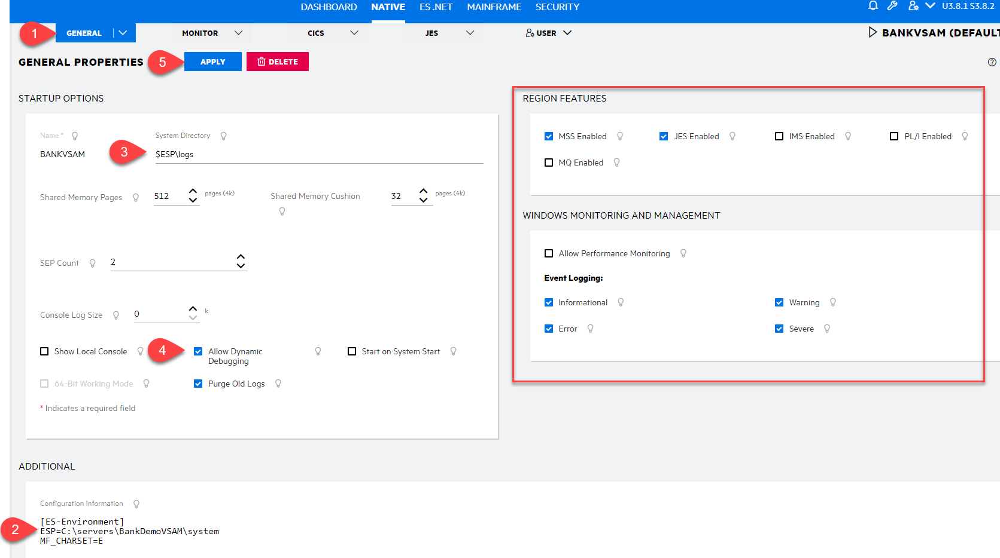 DASHBOARD NATIVE ES .NET MAINFRAME SECURITY U3.8.1 S3.8.2
1 GENERAL MONITOR CICS JES USER BANKVSAM (DEFAULT
GENERAL PROPERTIES 5 APPLY DELETE
STARTUP OPTIONS
Name * System Directory
BANKVSAM 3 $ESP\logs
Shared Memory Pages 512 pages (4k) Shared Memory Cushion 32 pages (4k)
SEP Count 2
Console Log Size 0 k
Show Local Console 4 Allow Dynamic
Debugging Start on System Start
64-Bit Working Mode Purge Old Logs
* Indicates a required field
REGION FEATURES
MSS Enabled JES Enabled IMS Enabled PL/I Enabled
MQ Enabled
WINDOWS MONITORING AND MANAGEMENT
Allow Performance Monitoring
Event Logging:
Informational Warning
Error Severe
ADDITIONAL
Configuration Information
[ES-Environment]
2 ESP=C:\servers\BankDemoVSAM\system
MF_CHARSET=E